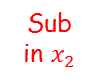 Sub
in x₂